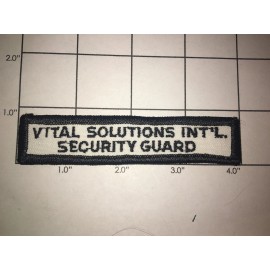 2.0"
1.0"
VITAL SOLUTIONS INT'L.
SECURITY GUARD
1.0" 2.0" 3.0" 4.0"